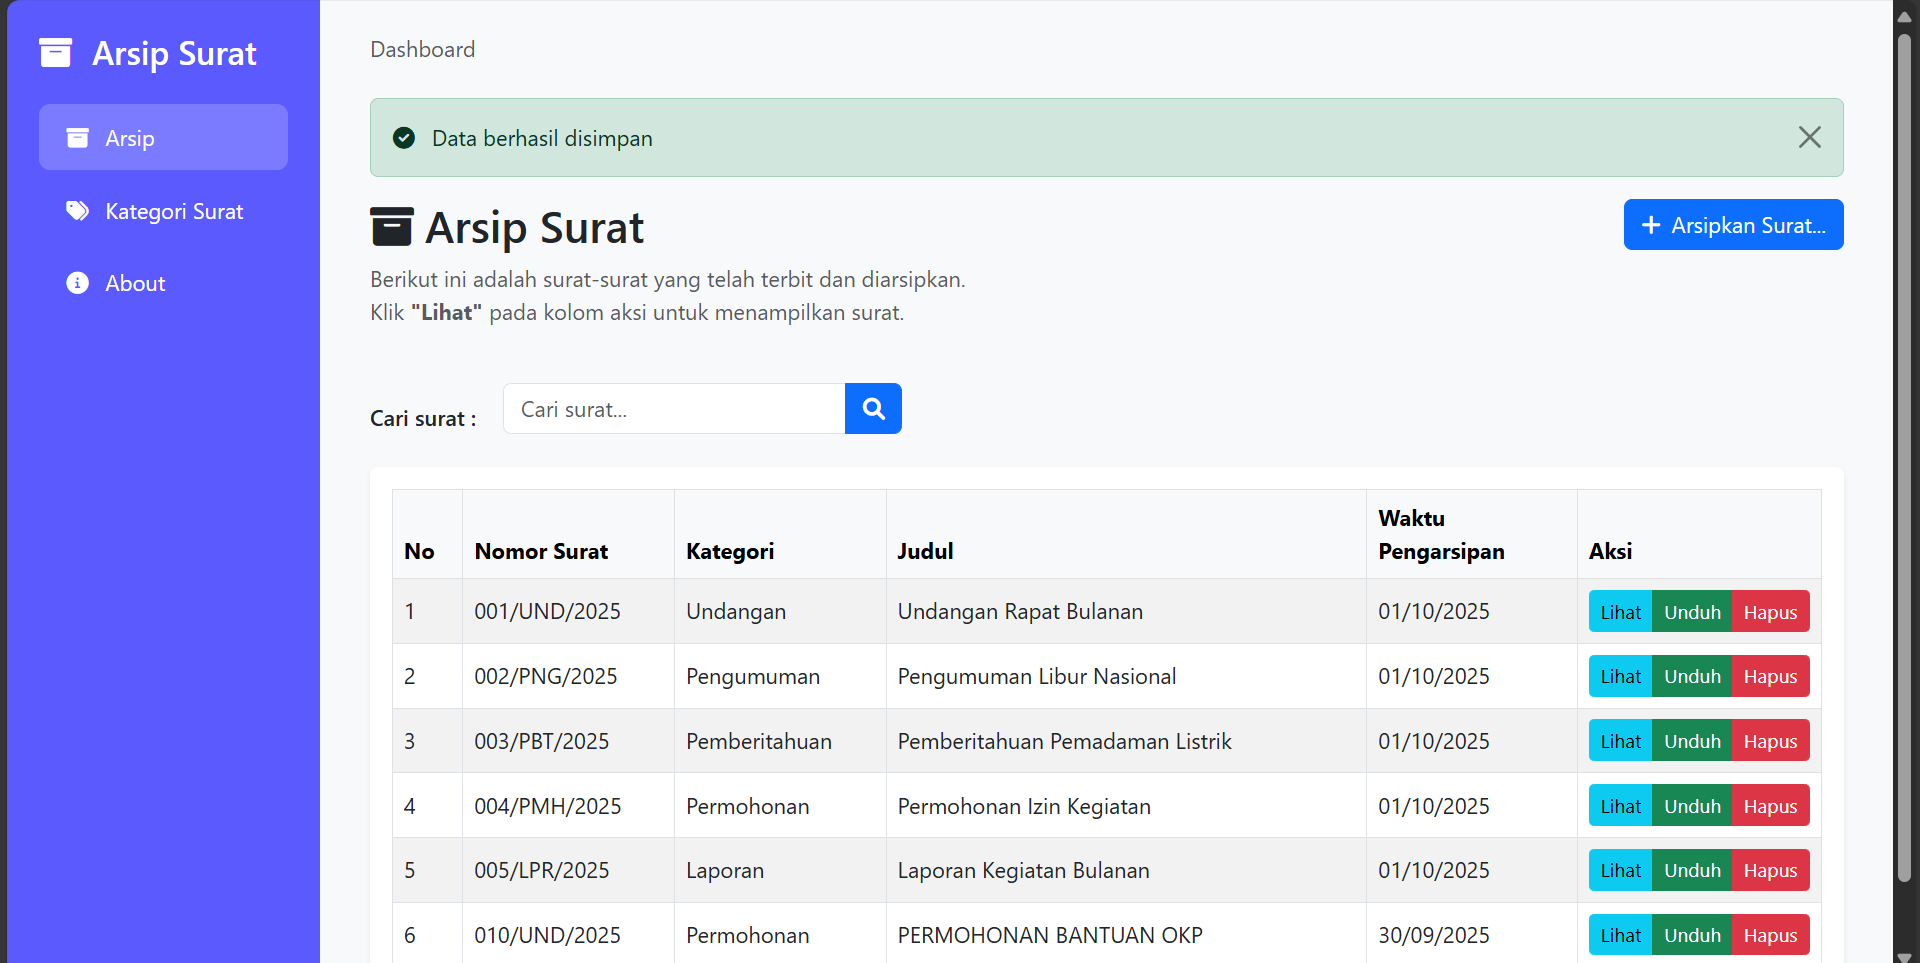 Arsip Surat
Arsip
Kategori Surat
About
Dashboard
Data berhasil disimpan
Arsip Surat
+ Arsipkan Surat...
Berikut ini adalah surat-surat yang telah terbit dan diarsipkan.
Klik "Lihat" pada kolom aksi untuk menampilkan surat.
Cari surat :
Cari surat...
No Nomor Surat Kategori Judul Waktu Pengarsipan Aksi
1 001/UND/2025 Undangan Undangan Rapat Bulanan 01/10/2025 Lihat Unduh Hapus
2 002/PNG/2025 Pengumuman Pengumuman Libur Nasional 01/10/2025 Lihat Unduh Hapus
3 003/PBT/2025 Pemberitahuan Pemberitahuan Pemadaman Listrik 01/10/2025 Lihat Unduh Hapus
4 004/PMH/2025 Permohonan Permohonan Izin Kegiatan 01/10/2025 Lihat Unduh Hapus
5 005/LPR/2025 Laporan Laporan Kegiatan Bulanan 01/10/2025 Lihat Unduh Hapus
6 010/UND/2025 Permohonan PERMOHONAN BANTUAN OKP 30/09/2025 Lihat Unduh Hapus